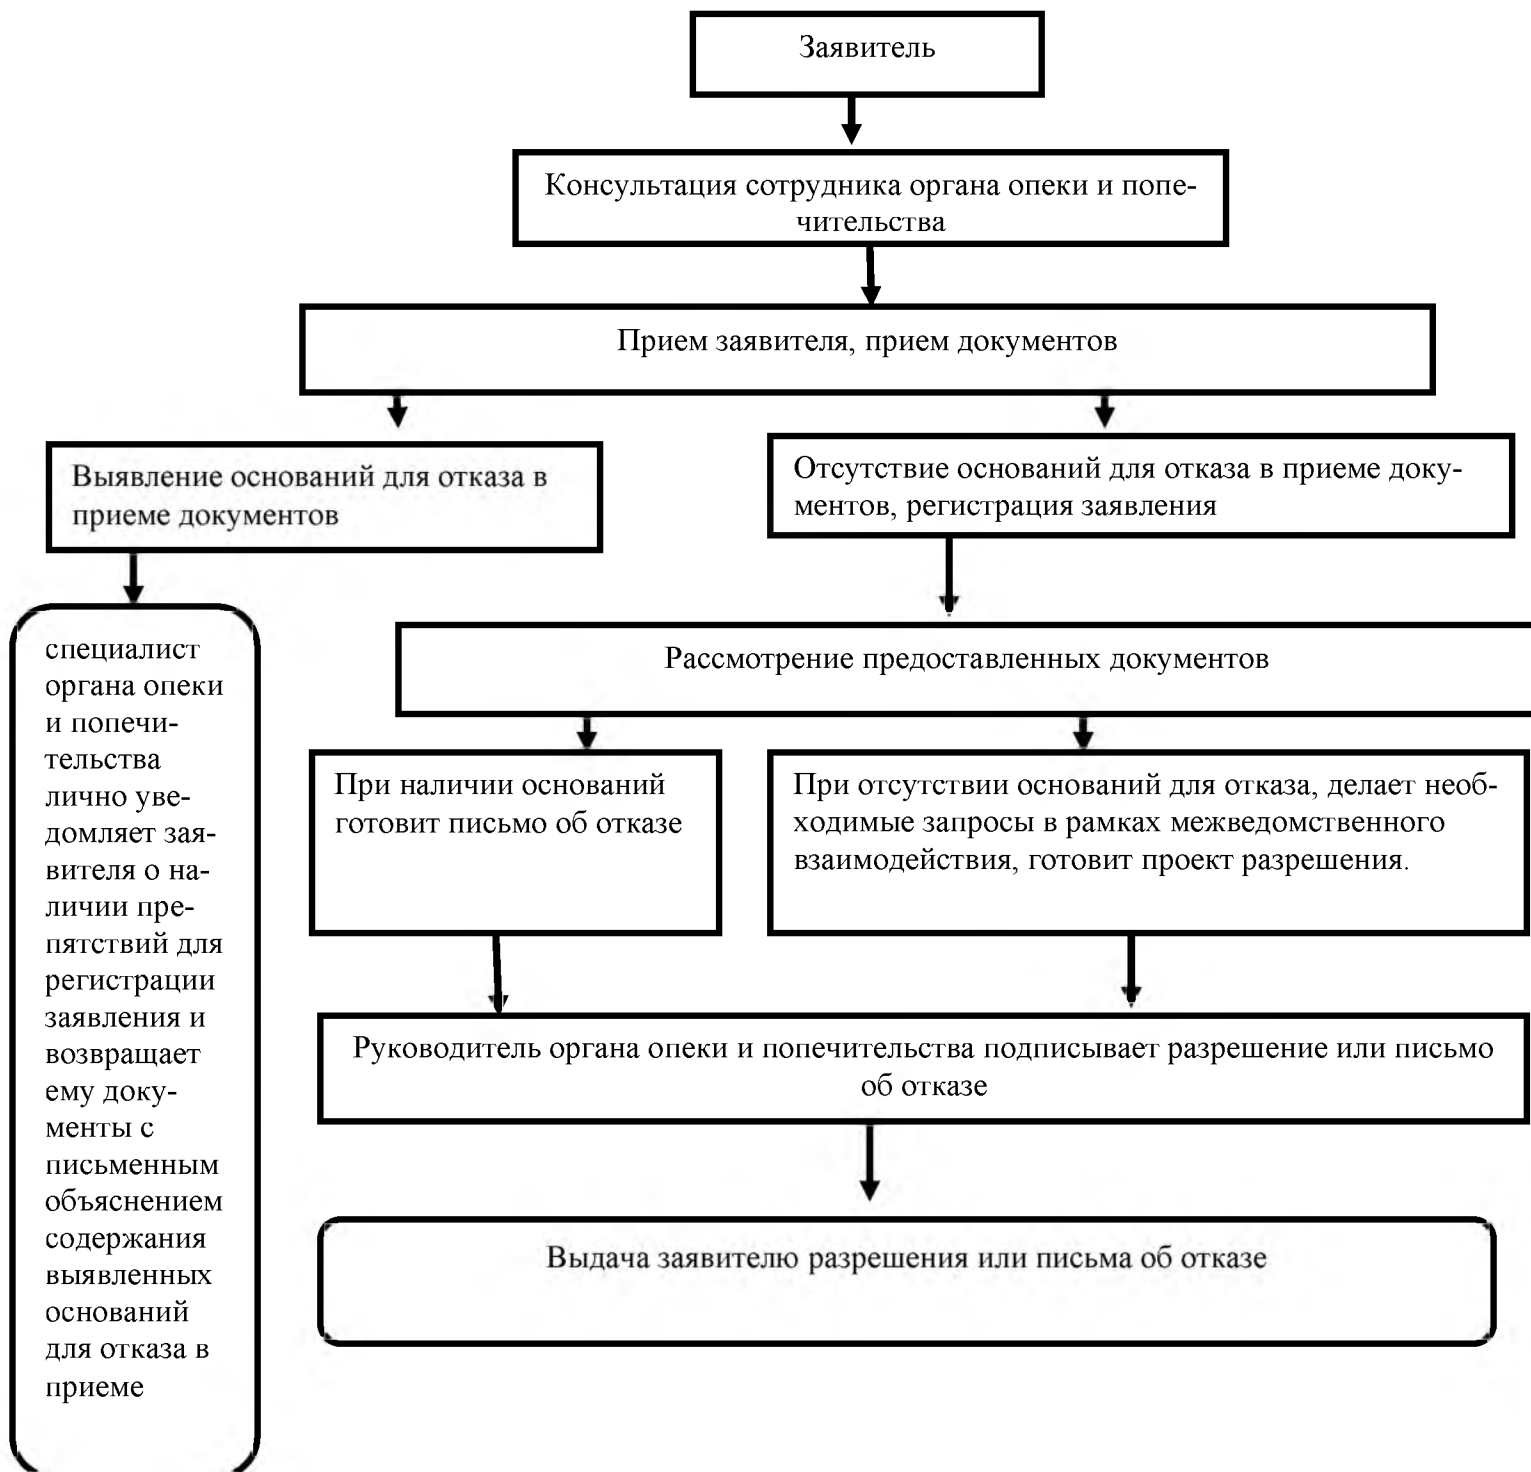 Заявитель
Консультация сотрудника органа опеки и попе-
чительства
Прием заявителя, прием документов
Выявление оснований для отказа в
приеме документов
Отсутствие оснований для отказа в приеме доку-
ментов, регистрация заявления
специалист
органа опеки
и попечи-
тельства
лично уве-
домляет зая-
вителя о на-
личии пре-
пятствий для
регистрации
заявления и
возвращает
ему доку-
менты с
письменным
объяснением
содержания
выявленных
оснований
для отказа в
приеме
Рассмотрение предоставленных документов
При наличии оснований
готовит письмо об отказе
При отсутствии оснований для отказа, делает необ-
ходимые запросы в рамках межведомственного
взаимодействия, готовит проект разрешения.
Руководитель органа опеки и попечительства подписывает разрешение или письмо
об отказе
Выдача заявителю разрешения или письма об отказе